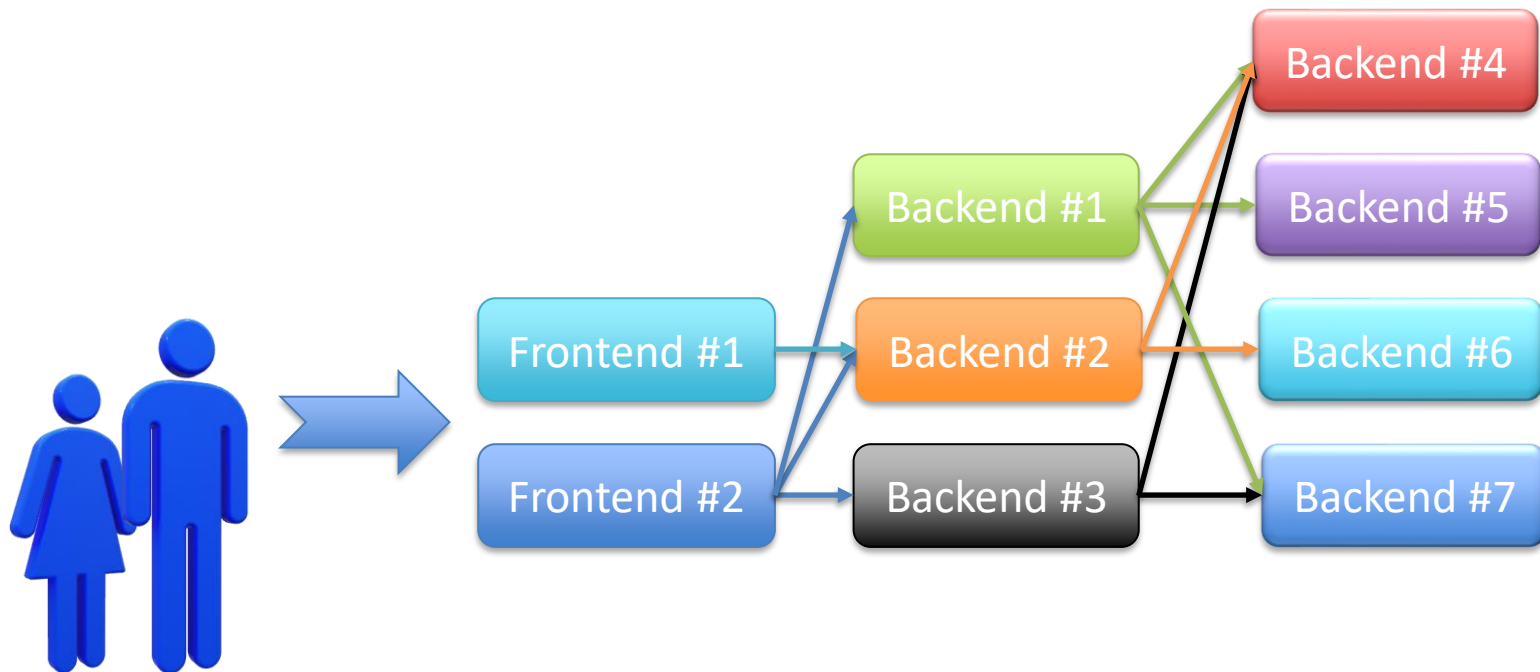 Backend #4
Backend #1
Backend #5
Frontend #1
Backend #2
Backend #6
Frontend #2
Backend #3
Backend #7